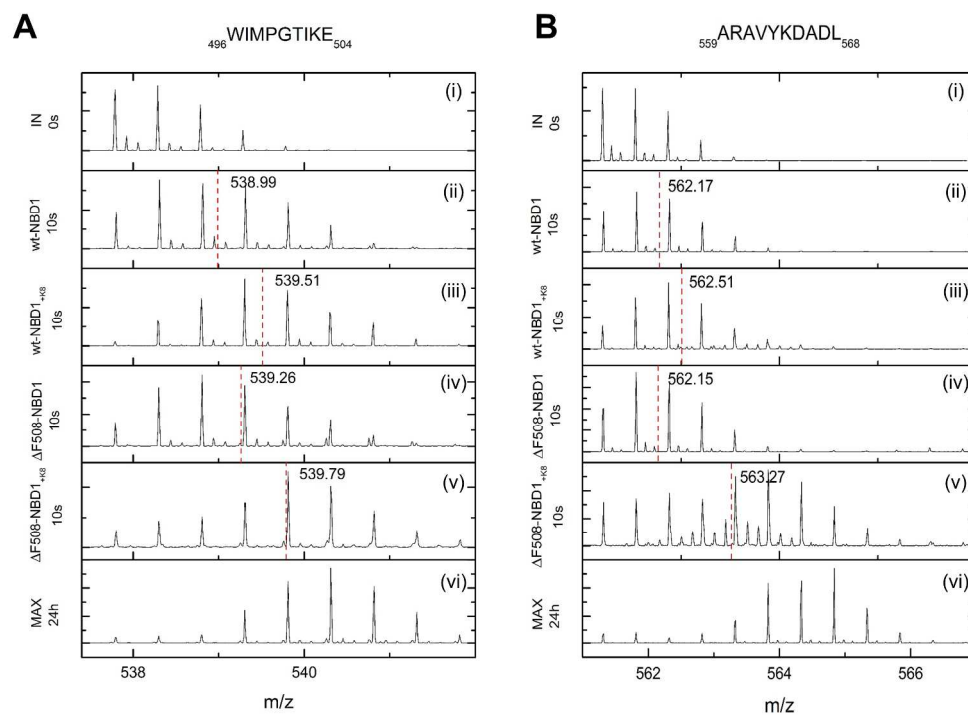 A
496WIMPGTIKE504
(i)
IN
0s
538.99
(ii)
wt-NBD1
10s
539.51
(iii)
wt-NBD1+K8
10s
539.26
(iv)
ΔF508-NBD1
10s
539.79
(v)
ΔF508-NBD1+K8
10s
(vi)
MAX
24h
538
540
m/z
B
559ARAVYKDADL568
(i)
IN
0s
562.17
(ii)
wt-NBD1
10s
562.51
(iii)
wt-NBD1+K8
10s
562.15
(iv)
ΔF508-NBD1
10s
563.27
(v)
ΔF508-NBD1+K8
10s
(vi)
MAX
24h
562
564
566
m/z